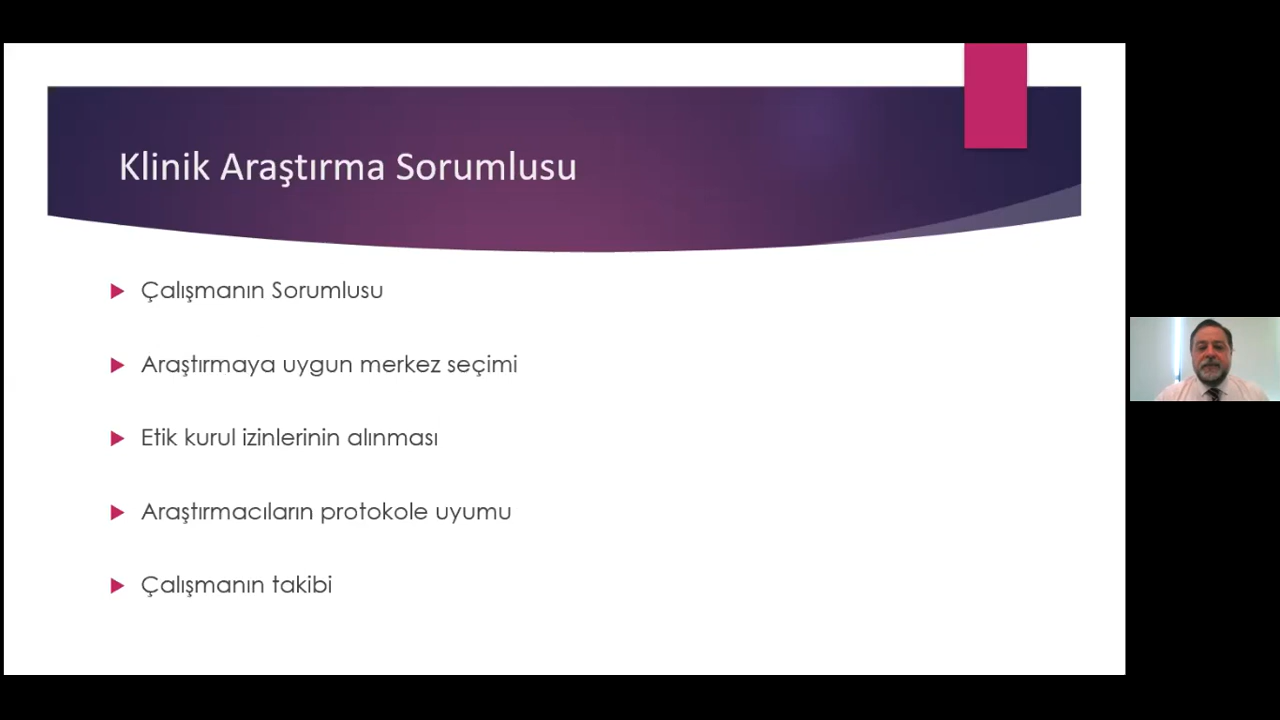 Klinik Araştırma Sorumlusu
Çalışmanın Sorumlusu
Araştırmaya uygun merkez seçimi
Etik kurul izinlerinin alınması
Araştırmacıların protokole uyumu
Çalışmanın takibi